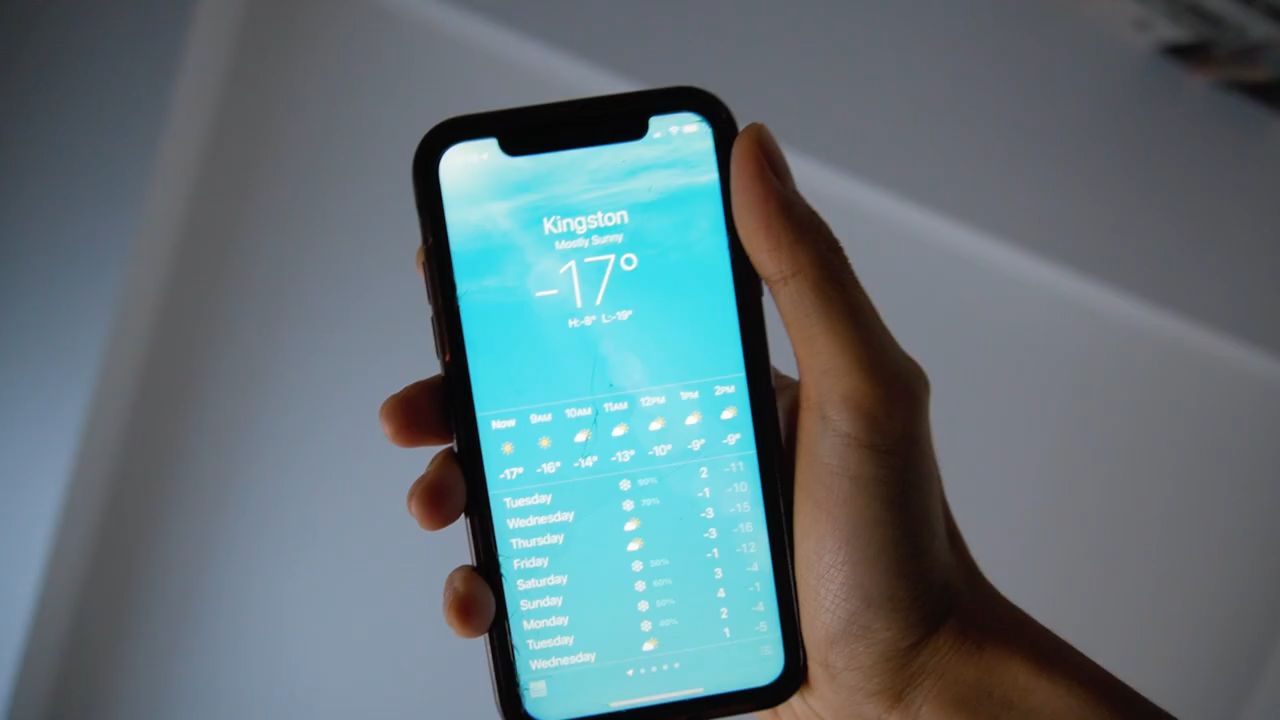 Kingston
Mostly Sunny
-17°
H:-8° L:-19°
Now 9AM 10AM 11AM 12PM 1PM 2PM
-17° -16° -14° -13° -10° -9° -9°
Tuesday 90% 2 -11
Wednesday 70% -1 -10
Thursday -3 -15
Friday -3 -16
Saturday 50% -1 -12
Sunday 60% 3 -4
Monday 50% 4 -1
Tuesday 40% 2 -4
Wednesday 1 -5